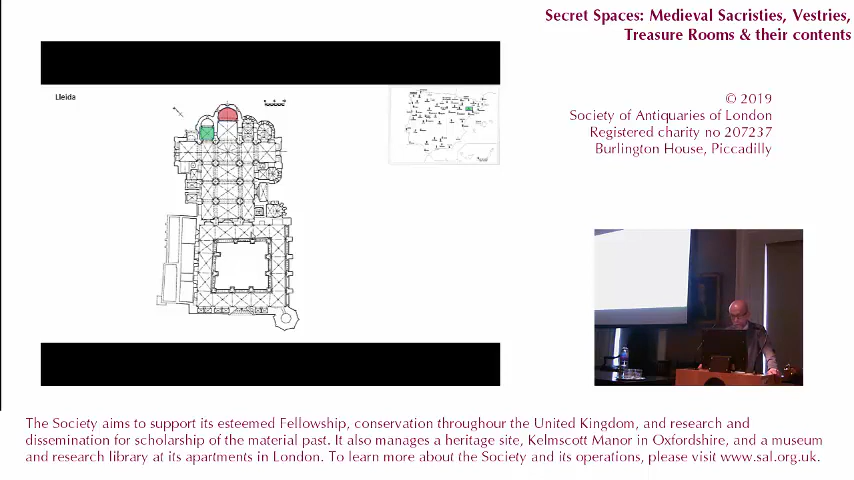 Secret Spaces: Medieval Sacristies, Vestries,
Treasure Rooms & their contents
Lleida
© 2019
Society of Antiquaries of London
Registered charity no 207237
Burlington House, Piccadilly
The Society aims to support its esteemed Fellowship, conservation throughour the United Kingdom, and research and
dissemination for scholarship of the material past. It also manages a heritage site, Kelmscott Manor in Oxfordshire, and a museum
and research library at its apartments in London. To learn more about the Society and its operations, please visit www.sal.org.uk.